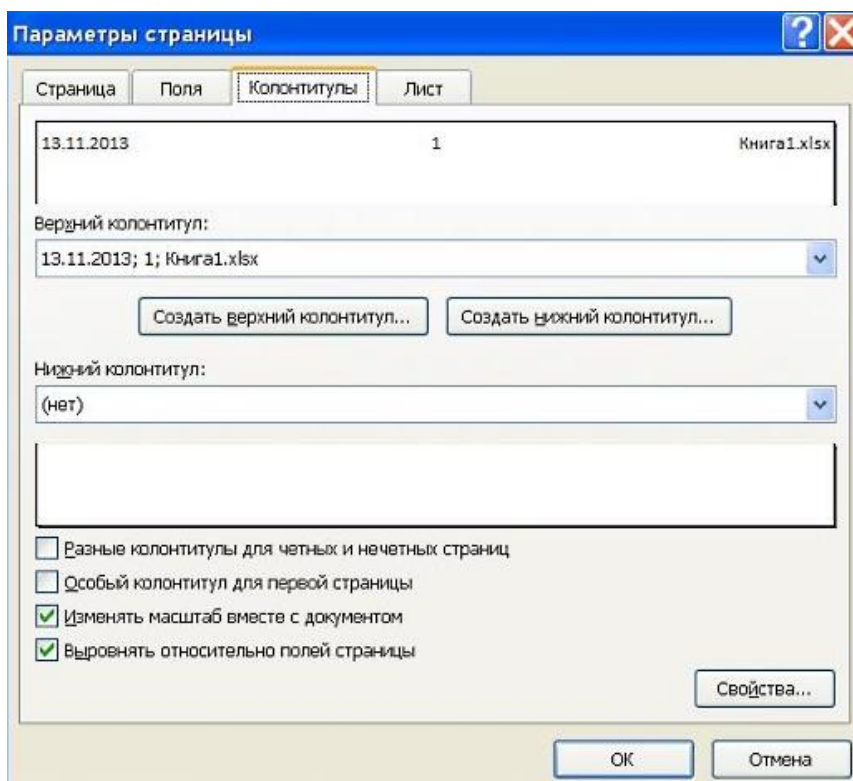 Параметры страницы
Страница Поля Колонтитулы Лист
13.11.2013 1 Книга1.xlsx
Верхний колонтитул:
13.11.2013; 1; Книга1.xlsx
Создать верхний колонтитул... Создать нижний колонтитул...
Нижний колонтитул:
(нет)
Разные колонтитулы для четных и нечетных страниц
Особый колонтитул для первой страницы
Изменять масштаб вместе с документом
Выровнять относительно полей страницы
Свойства...
ОК Отмена